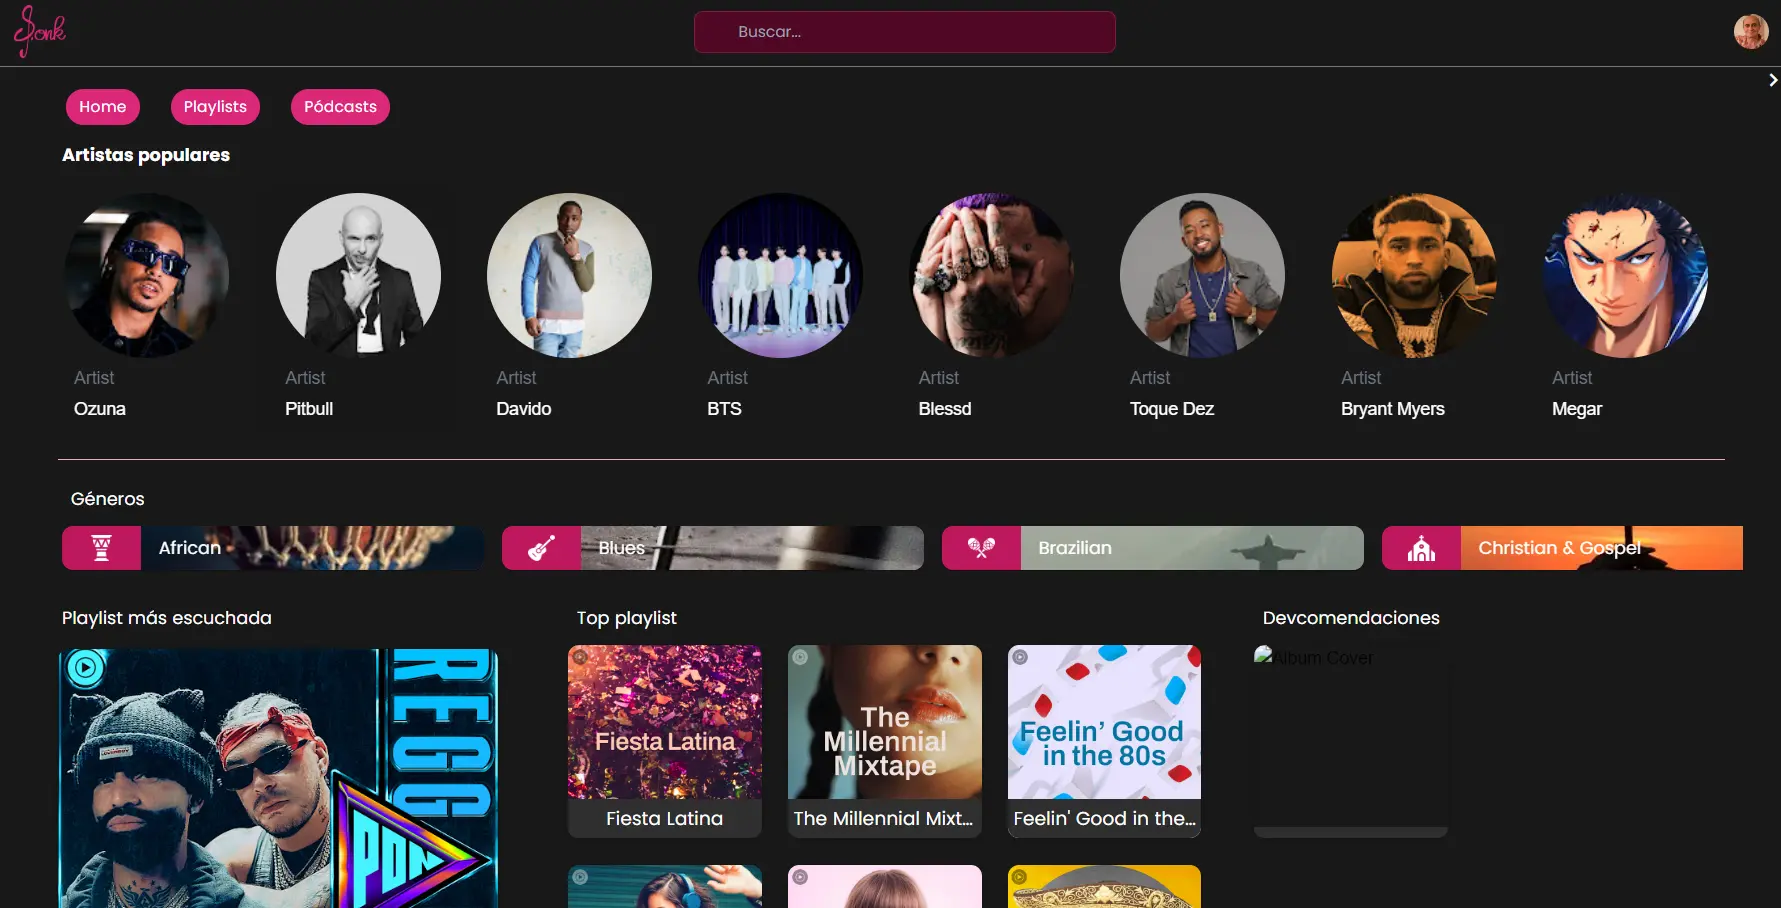 Sonk
Buscar...
Home
Playlists
Pódcasts
Artistas populares
Artist
Ozuna
Artist
Pitbull
Artist
Davido
Artist
BTS
Artist
Blessd
Artist
Toque Dez
Artist
Bryant Myers
Artist
Megar
Géneros
African
Blues
Brazilian
Christian & Gospel
Playlist más escuchada
REGG
PON
Top playlist
Fiesta Latina
Fiesta Latina
The
Millennial
Mixtape
The Millennial Mixt...
Feelin' Good
in the 80s
Feelin' Good in the...
Devcomendaciones
Album Cover